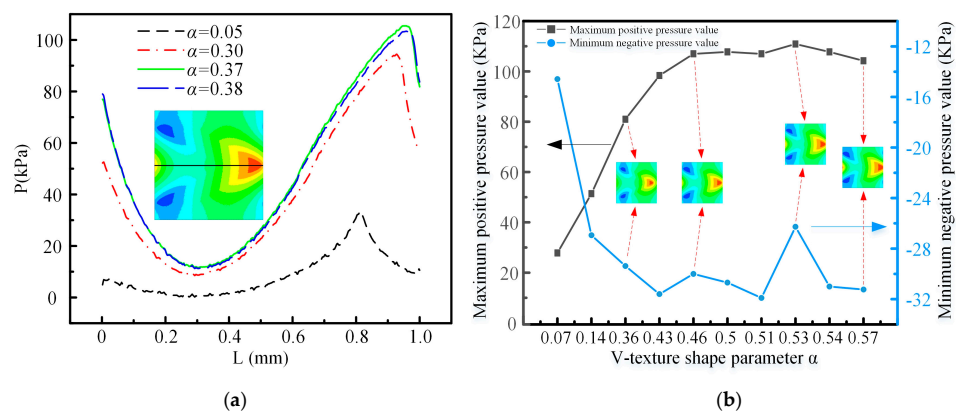 P(kPa)
100
80
60
40
20
0
α=0.05
α=0.30
α=0.37
α=0.38
0
0.2
0.4
0.6
0.8
1.0
L (mm)
(a)
Maximum positive pressure value (KPa)
120
100
80
60
40
20
0
Maximum positive pressure value
Minimum negative pressure value
0.07
0.14
0.36
0.43
0.46
0.5
0.51
0.53
0.54
0.57
V-texture shape parameter α
-12
-16
-20
-24
-28
-32
Minimum negative pressure value (KPa)
(b)